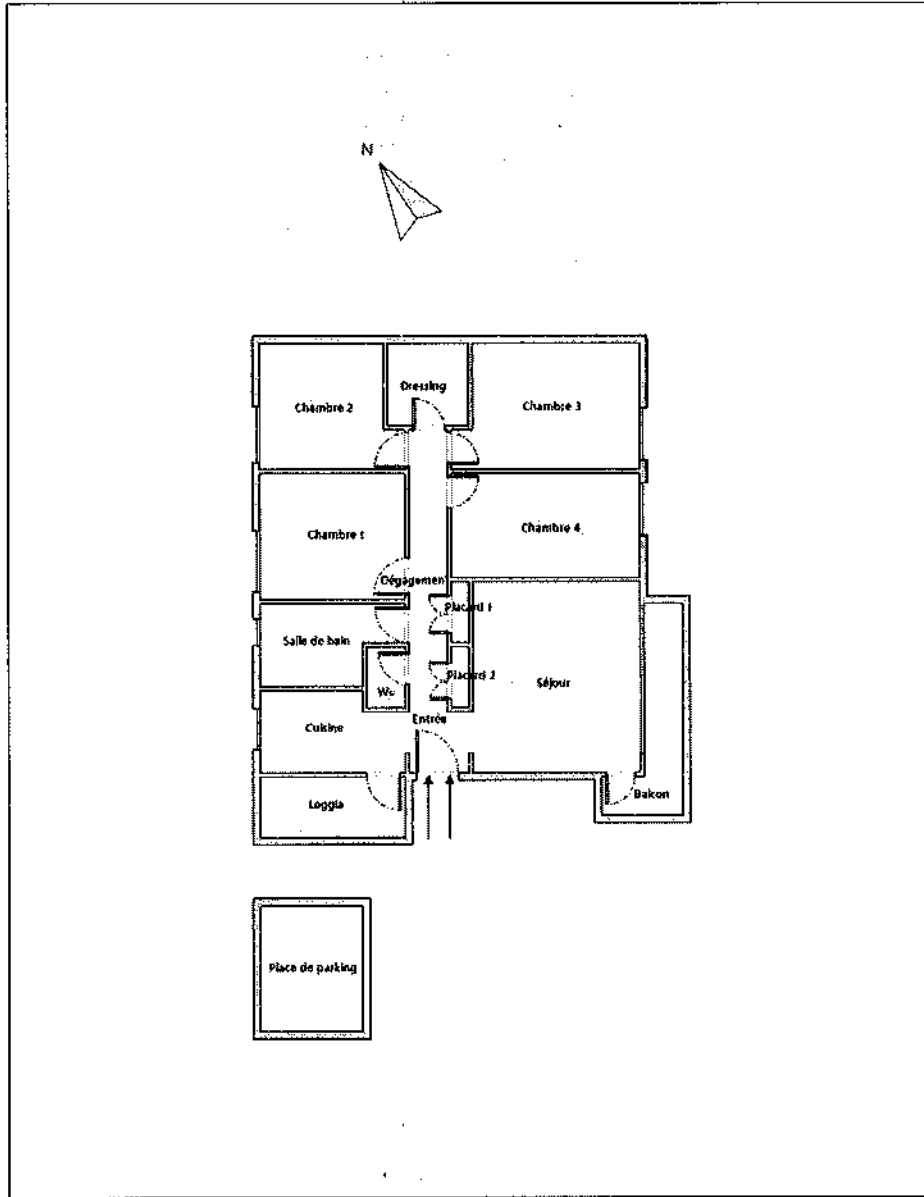 N
Dressing
Chambre 2
Chambre 3
Chambre 4
Chambre 1
Dégagement
Placard 1
Salle de bain
Placard 2
Séjour
Wc
Entrée
Cuisine
Balcon
Loggia
Place de parking